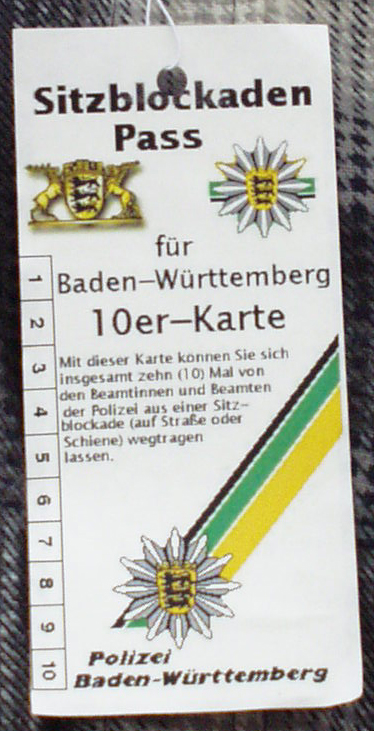 Sitzblockaden
Pass
für
Baden-Württemberg
10er-Karte
Mit dieser Karte können Sie sich
insgesamt zehn (10) Mal von
den Beamtinnen und Beamten
der Polizei aus einer Sitz-
blockade (auf Straße oder
Schiene) wegtragen
lassen.
1
2
3
4
5
6
7
8
9
10
Polizei
Baden-Württemberg